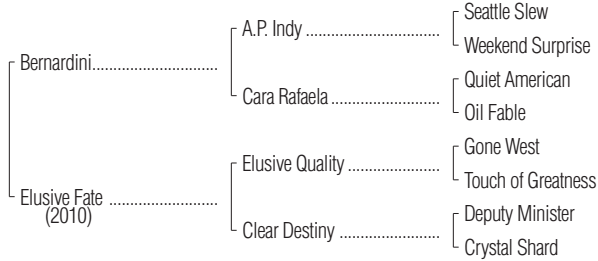 Seattle Slew
A.P. Indy ..............................
Weekend Surprise
Bernardini............................
Quiet American
Cara Rafaela.........................
Oil Fable
Gone West
Elusive Quality .....................
Touch of Greatness
Elusive Fate .........................
(2010)
Deputy Minister
Clear Destiny .......................
Crystal Shard